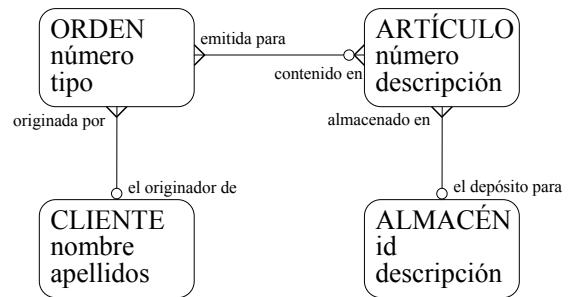 ORDEN
número
tipo
emitida para
contenido en
ARTÍCULO
número
descripción
originada por
almacenado en
el originador de
el depósito para
CLIENTE
nombre
apellidos
ALMACÉN
id
descripción